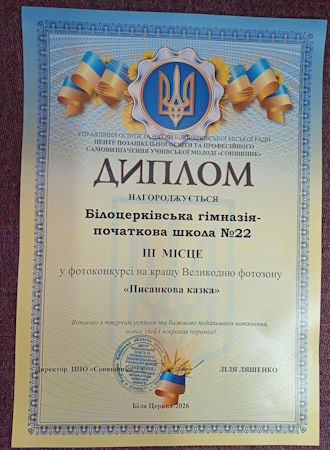 УПРАВЛІННЯ ОСВІТИ ТА НАУКИ БІЛОЦЕРКІВСЬКОЇ МІСЬКОЇ РАДИ
ЦЕНТР ПОЗАШКІЛЬНОЇ ОСВІТИ ТА ПРОФЕСІЙНОГО
САМОВИЗНАЧЕННЯ УЧНІВСЬКОЇ МОЛОДІ «СОНЯШНИК»
ДИПЛОМ
НАГОРОДЖУЄТЬСЯ
Білоцерківська гімназія-
початкова школа №22
ІІІ МІСЦЕ
у фотоконкурсі на кращу Великодню фотозону
«Писанкова казка»
Вітаємо з творчим успіхом та бажаємо подальшого натхнення,
нових ідей і яскравих перемог!
Директор ЦПО «Соняшник» ЛІЛЯ ЛЯШЕНКО
Біла Церква-2026